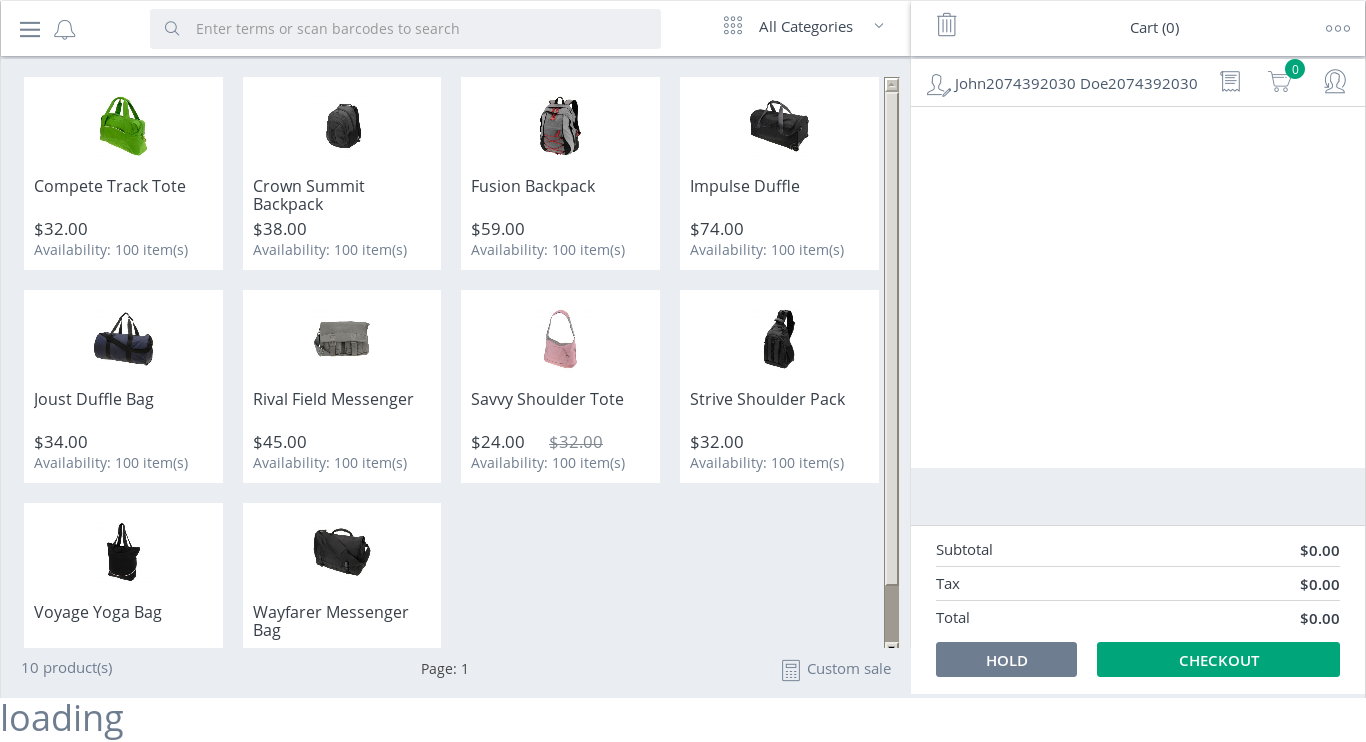 Enter terms or scan barcodes to search
All Categories
Cart (0)
John2074392030 Doe2074392030
0
Compete Track Tote
$32.00
Availability: 100 item(s)
Crown Summit
Backpack
$38.00
Availability: 100 item(s)
Fusion Backpack
$59.00
Availability: 100 item(s)
Impulse Duffle
$74.00
Availability: 100 item(s)
Joust Duffle Bag
$34.00
Availability: 100 item(s)
Rival Field Messenger
$45.00
Availability: 100 item(s)
Savvy Shoulder Tote
$24.00 $32.00
Availability: 100 item(s)
Strive Shoulder Pack
$32.00
Availability: 100 item(s)
Voyage Yoga Bag
Wayfarer Messenger
Bag
10 product(s)
Page: 1
Custom sale
Subtotal $0.00
Tax $0.00
Total $0.00
HOLD
CHECKOUT
loading